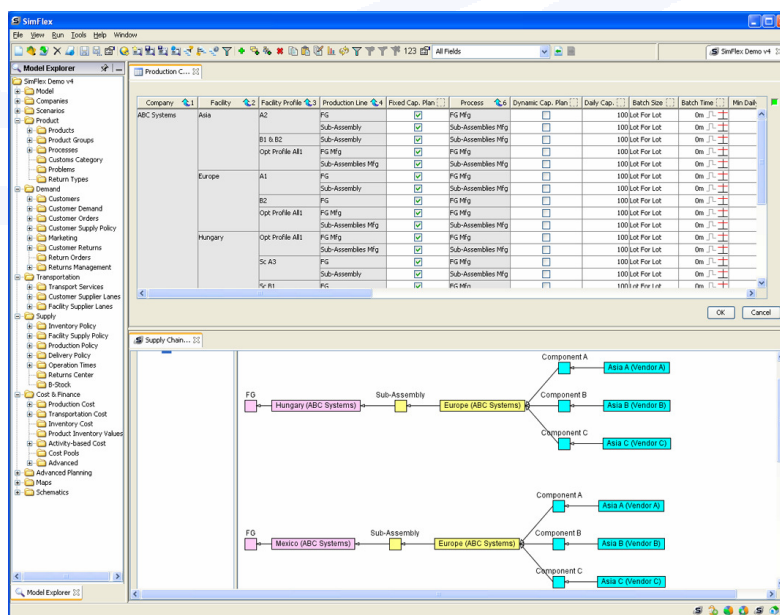 SimFlex
File View Run Tools Help Window
123 All Fields SimFlex Demo v4
Model Explorer
SimFlex Demo v4
Model
Companies
Scenarios
Product
Products
Product Groups
Processes
Customs Category
Problems
Return Types
Demand
Customers
Customer Demand
Customer Orders
Customer Supply Policy
Marketing
Customer Returns
Return Orders
Returns Management
Transportation
Transport Services
Customer Supplier Lanes
Facility Supplier Lanes
Supply
Inventory Policy
Facility Supply Policy
Production Policy
Delivery Policy
Operation Times
Returns Center
B-Stock
Cost & Finance
Production Cost
Transportation Cost
Inventory Cost
Product Inventory Values
Activity-based Cost
Cost Pools
Advanced
Advanced Planning
Maps
Schematics
Model Explorer
Production C...
Company 1 Facility 2 Facility Profile 3 Production Line 4 Fixed Cap. Plan Process 6 Dynamic Cap. Plan Daily Cap. Batch Size Batch Time Min Daily
ABC Systems Asia A2 FG FG Mfg 100 Lot For Lot 0m
Sub-Assembly Sub-Assemblies Mfg 100 Lot For Lot 0m
B1 & B2 Sub-Assembly Sub-Assemblies Mfg 100 Lot For Lot 0m
Opt Profile All1 FG Mfg FG Mfg 100 Lot For Lot 0m
Sub-Assemblies Mfg Sub-Assemblies Mfg 100 Lot For Lot 0m
Europe A1 FG FG Mfg 100 Lot For Lot 0m
Sub-Assembly Sub-Assemblies Mfg 100 Lot For Lot 0m
B2 FG FG Mfg 100 Lot For Lot 0m
Opt Profile All1 FG Mfg FG Mfg 100 Lot For Lot 0m
Sub-Assemblies Mfg Sub-Assemblies Mfg 100 Lot For Lot 0m
Hungary Opt Profile All1 FG Mfg FG Mfg 100 Lot For Lot 0m
Sub-Assemblies Mfg Sub-Assemblies Mfg 100 Lot For Lot 0m
Sc A3 FG FG Mfg 100 Lot For Lot 0m
Sub-Assembly Sub-Assemblies Mfg 100 Lot For Lot 0m
Sc B1 FG FG Mfg 100 Lot For Lot 0m
OK Cancel
Supply Chain...
Component A
Asia A (Vendor A)
FG Sub-Assembly Component B
Hungary (ABC Systems) Europe (ABC Systems) Asia B (Vendor B)
Component C
Asia C (Vendor C)
Component A
Asia A (Vendor A)
FG Sub-Assembly Component B
Mexico (ABC Systems) Europe (ABC Systems) Asia B (Vendor B)
Component C
Asia C (Vendor C)